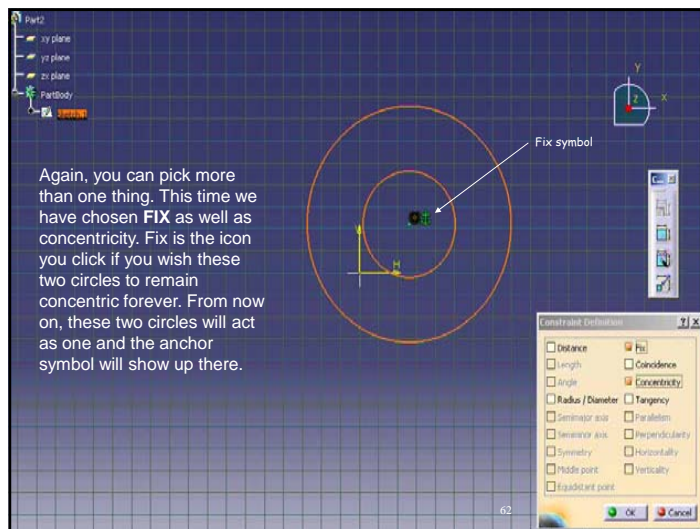 Part2
xy plane
yz plane
zx plane
PartBody
Sketch.1
Y
X
Z
Fix symbol
Again, you can pick more
than one thing. This time we
have chosen FIX as well as
concentricity. Fix is the icon
you click if you wish these
two circles to remain
concentric forever. From now
on, these two circles will act
as one and the anchor
symbol will show up there.
V
H
C...
Constraint Definition
Distance
Fix
Length
Coincidence
Angle
Concentricity
Radius / Diameter
Tangency
Semimajor axis
Parallelism
Semiminor axis
Perpendicularity
Symmetry
Horizontality
Middle point
Verticality
Equidistant point
OK
Cancel
62